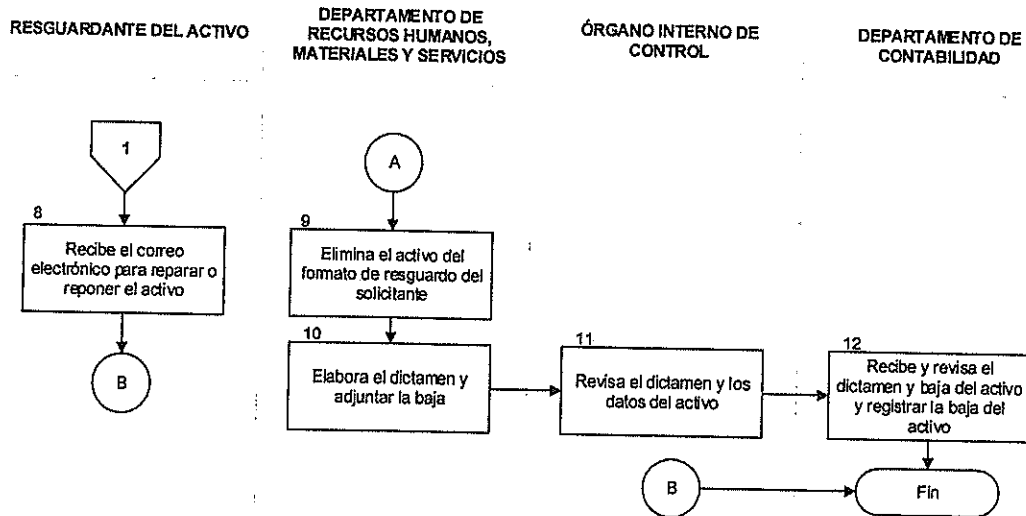 RESGUARDANTE DEL ACTIVO
DEPARTAMENTO DE
RECURSOS HUMANOS,
MATERIALES Y SERVICIOS
ÓRGANO INTERNO DE
CONTROL
DEPARTAMENTO DE
CONTABILIDAD
1
A
8
Recibe el correo
electrónico para reparar o
reponer el activo
9
Elimina el activo del
formato de resguardo del
solicitante
B
10
Elabora el dictamen y
adjuntar la baja
11
Revisa el dictamen y los
datos del activo
12
Recibe y revisa el
dictamen y baja del activo
y registrar la baja del
activo
B
Fin